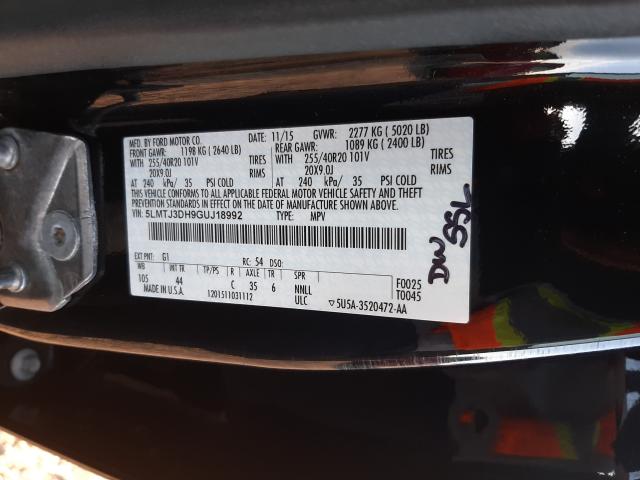 MFD. BY FORD MOTOR CO. 11/15 GVWR: 2277 KG ( 5020 LB)
FRONT GAWR: 1198 KG ( 2640 LB) REAR GAWR: 1089 KG ( 2400 LB)
255/40R20 101V TIRES WITH 255/40R20 101V TIRES WITH
20X9.0J RIMS 20X9.0J RIMS
AT 240 kPa/ 35 PSI COLD AT 240 kPa/ 35 PSI COLD
THIS VEHICLE CONFORMS TO ALL APPLICABLE FEDERAL MOTOR VEHICLE SAFETY AND THEFT
PREVENTION STANDARDS IN EFFECT ON THE DATE OF MANUFACTURE SHOWN ABOVE.
VIN: 5LMTJ3DH9GUJ18992 TYPE: MPV
EXT PNT: G1 RC: 54 DSO:
WB INT TR TP/PS R AXLE TR SPR
105 44 C 35 6 NNLL F0025
U.S.A. 1201511031112 ULC T0045
5U5A-3520472-AA
DW